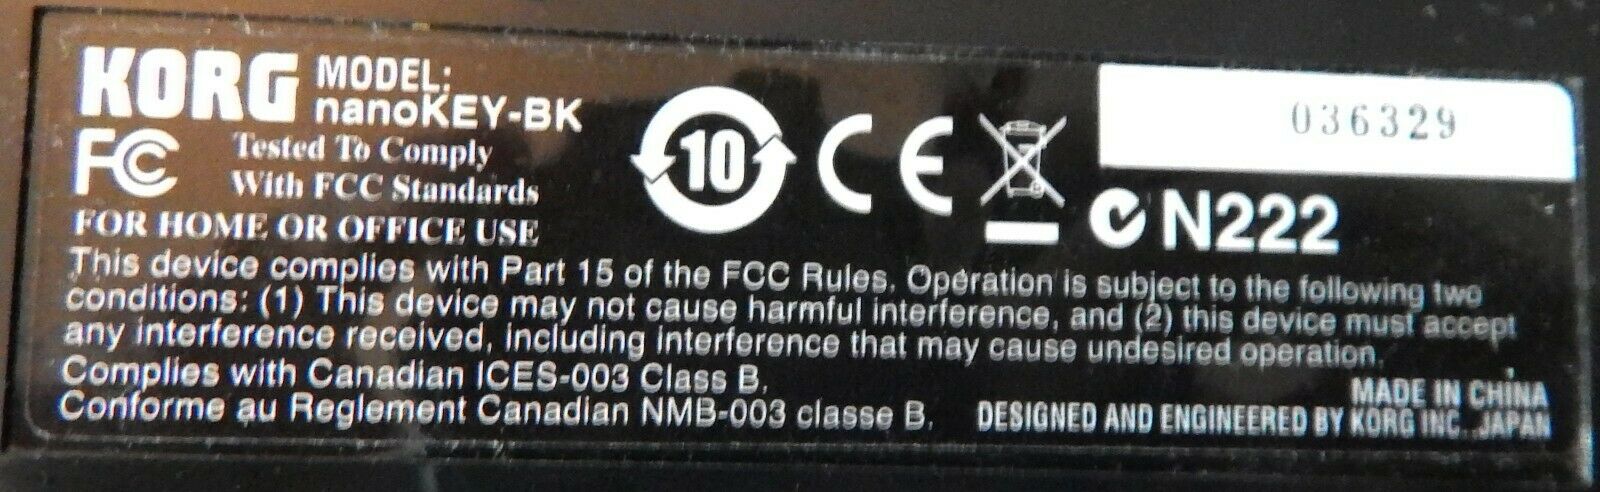 KORG
MODEL:
nanoKEY-BK
FC
Tested To Comply
With FCC Standards
FOR HOME OR OFFICE USE
10
CE
036329
N222
This device complies with Part 15 of the FCC Rules. Operation is subject to the following two
conditions: (1) This device may not cause harmful interference, and (2) this device must accept
any interference received, including interference that may cause undesired operation.
Complies with Canadian ICES-003 Class B.
Conforme au Reglement Canadian NMB-003 classe B.
MADE IN CHINA
DESIGNED AND ENGINEERED BY KORG INC. JAPAN